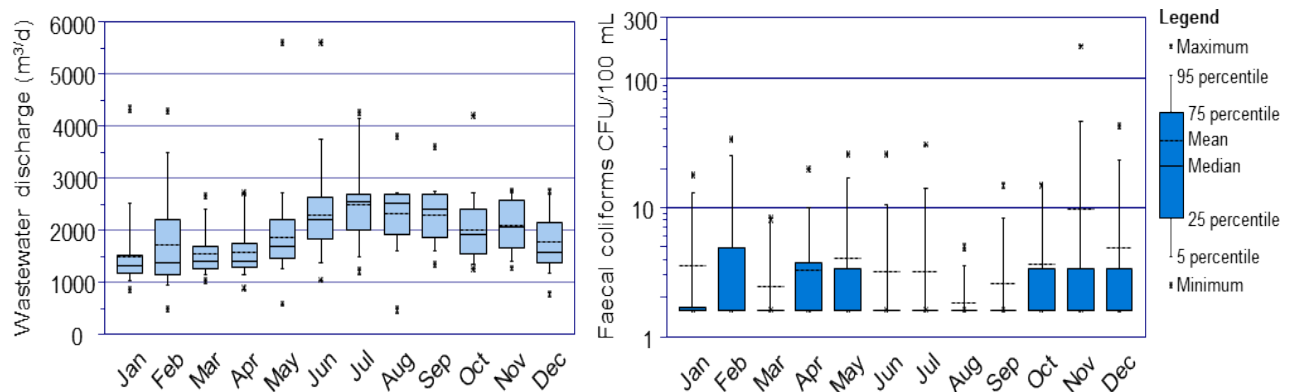 Wastewater discharge (m³/d)
6000
5000
4000
3000
2000
1000
0
Jan Feb Mar Apr May Jun Jul Aug Sep Oct Nov Dec
Faecal coliforms CFU/100 mL
300
100
10
1
Jan Feb Mar Apr May Jun Jul Aug Sep Oct Nov Dec
Legend
Maximum
95 percentile
75 percentile
Mean
Median
25 percentile
5 percentile
Minimum